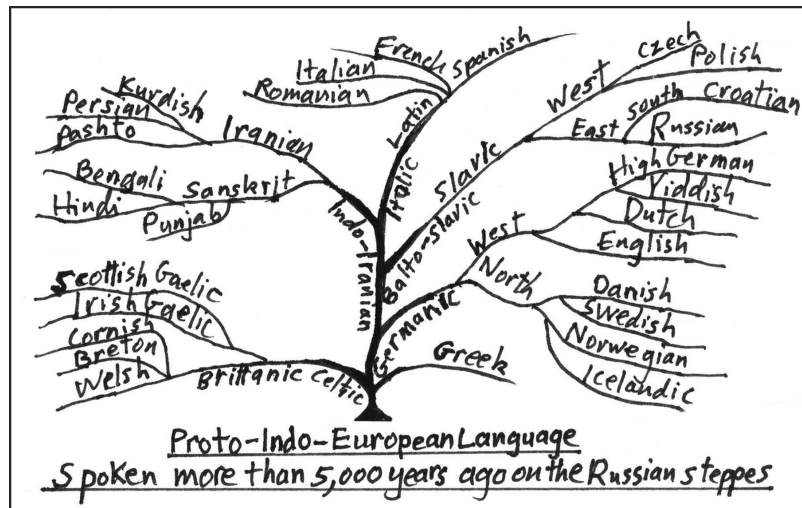 French
Spanish
Italian
Romanian
Latin
Italic
Czech
Polish
West
South
Croatian
East
Russian
Slavic
Balto-slavic
Kurdish
Persian
Pashto
Iranian
Bengali
Sanskrit
Hindi
Punjab
Indo-Iranian
High German
Yiddish
Dutch
English
West
North
Germanic
Danish
Swedish
Norwegian
Icelandic
Scottish Gaelic
Irish Gaelic
Cornish
Breton
Welsh
Brittanic Celtic
Greek
Proto-Indo-European Language
Spoken more than 5,000 years ago on the Russian steppes